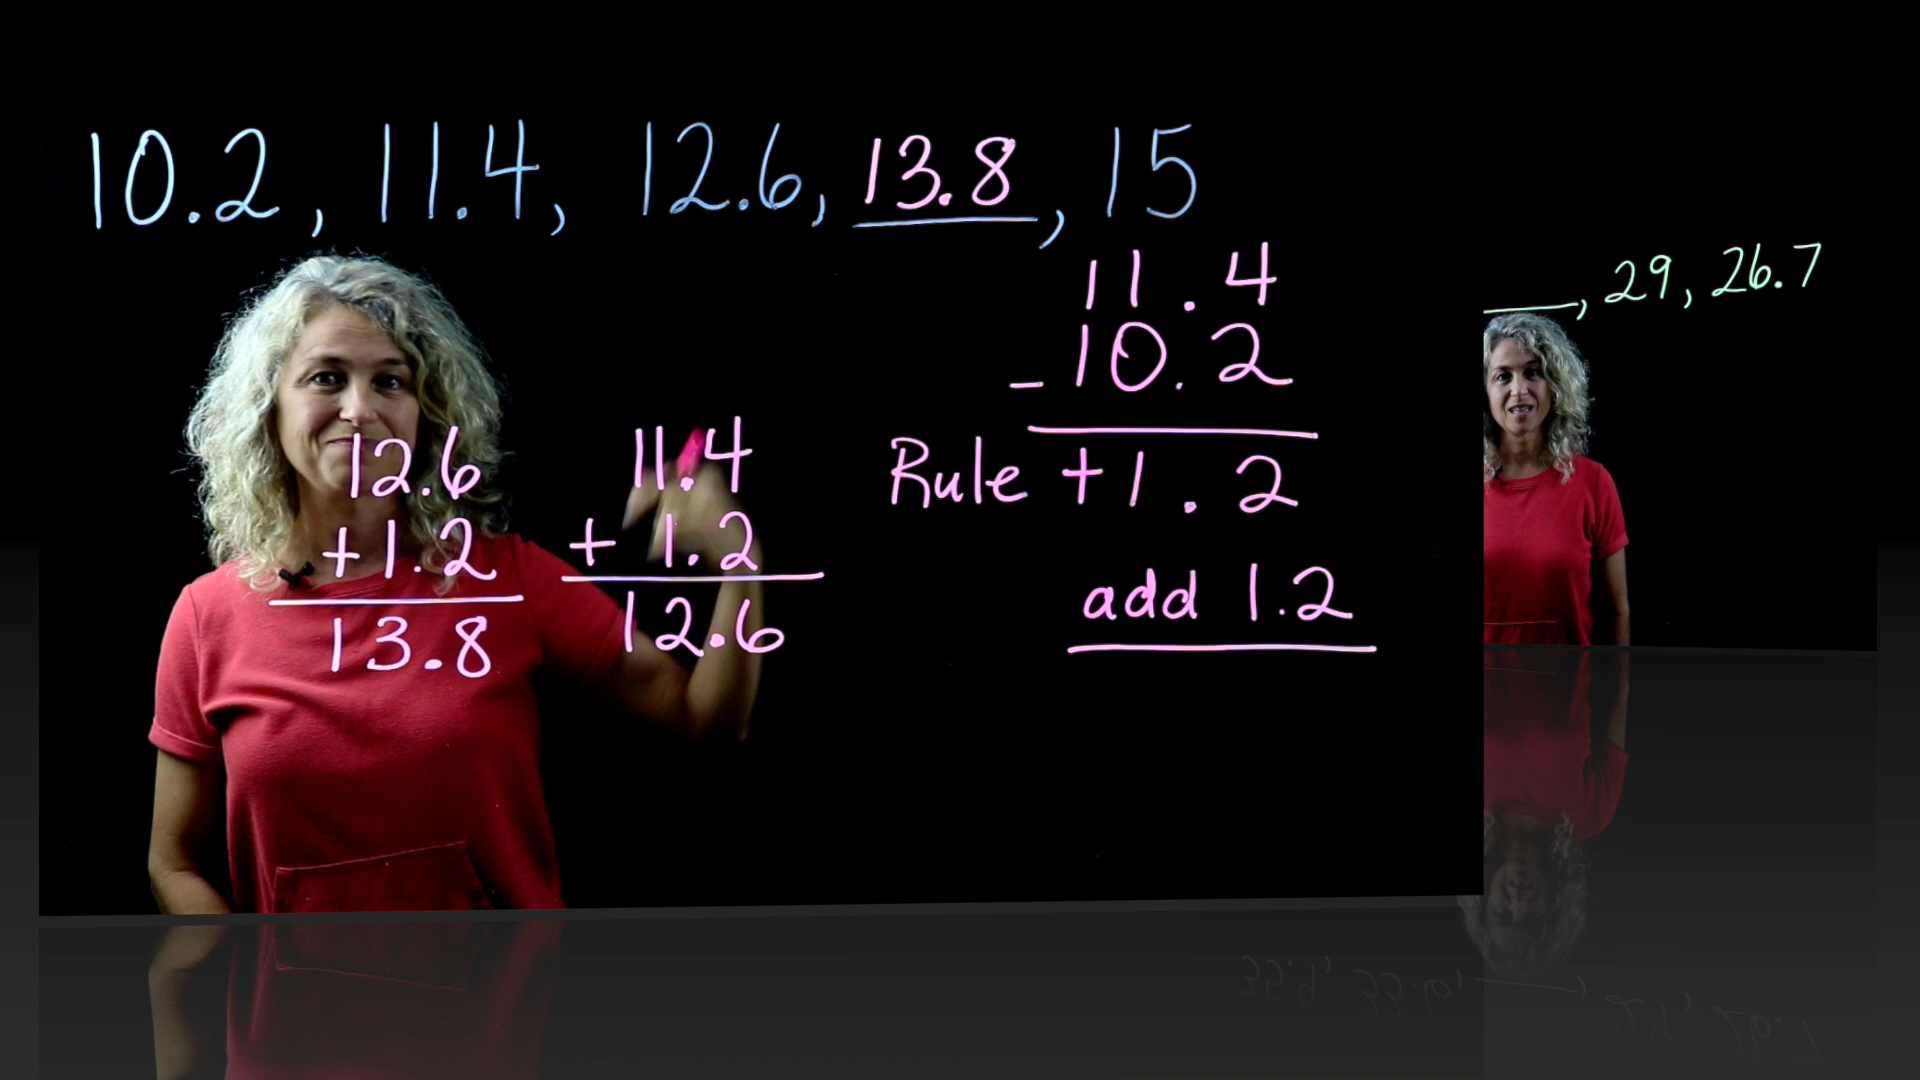 10.2, 11.4, 12.6, 13.8, 15
11.4
- 10.2
Rule +1.2
add 1.2
11.4
+ 1.2
12.6
12.6
+ 1.2
13.8
___, 29, 26.7